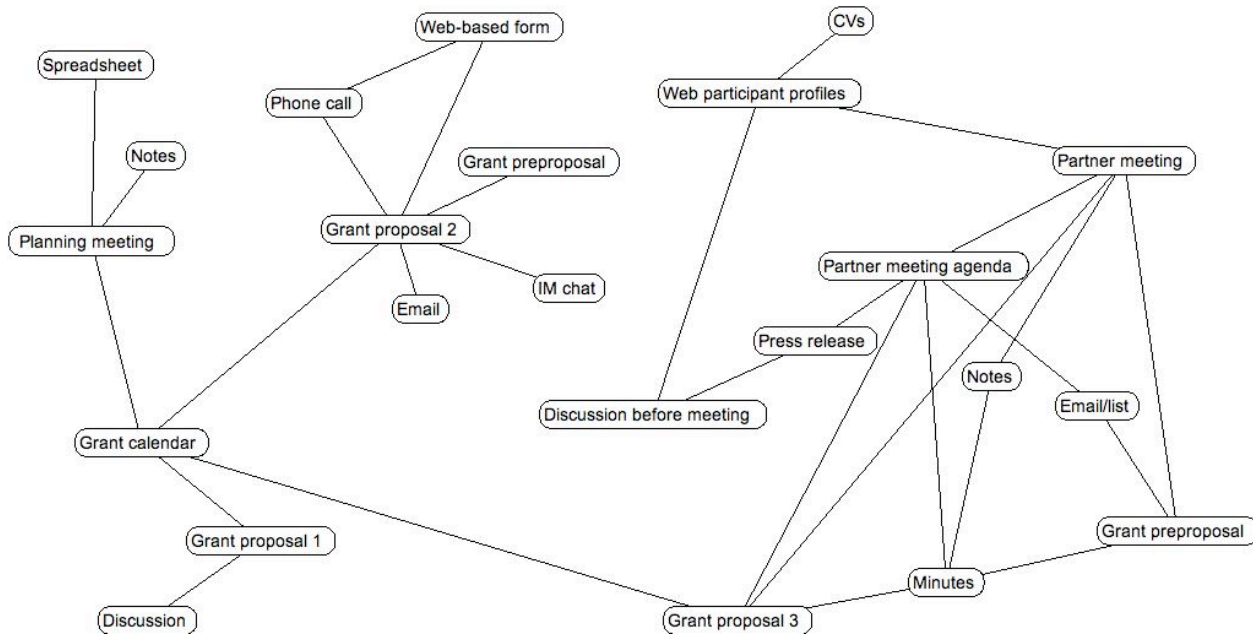 CVs
Web-based form
Spreadsheet
Web participant profiles
Phone call
Notes
Grant preproposal
Partner meeting
Grant proposal 2
Planning meeting
Partner meeting agenda
IM chat
Email
Press release
Notes
Email/list
Discussion before meeting
Grant calendar
Grant preproposal
Grant proposal 1
Minutes
Discussion
Grant proposal 3